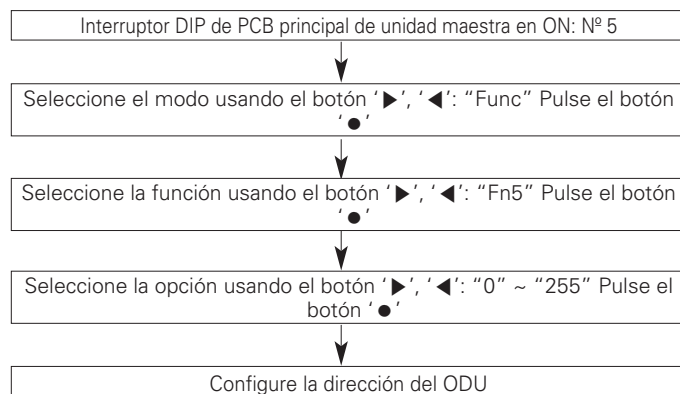 Interruptor DIP de PCB principal de unidad maestra en ON: Nº 5
Seleccione el modo usando el botón ‘▶’, ‘◀’: “Func” Pulse el botón
‘●’
Seleccione la función usando el botón ‘▶’, ‘◀’: “Fn5” Pulse el botón
‘●’
Seleccione la opción usando el botón ‘▶’, ‘◀’: “0” ~ “255” Pulse el
botón ‘●’
Configure la dirección del ODU